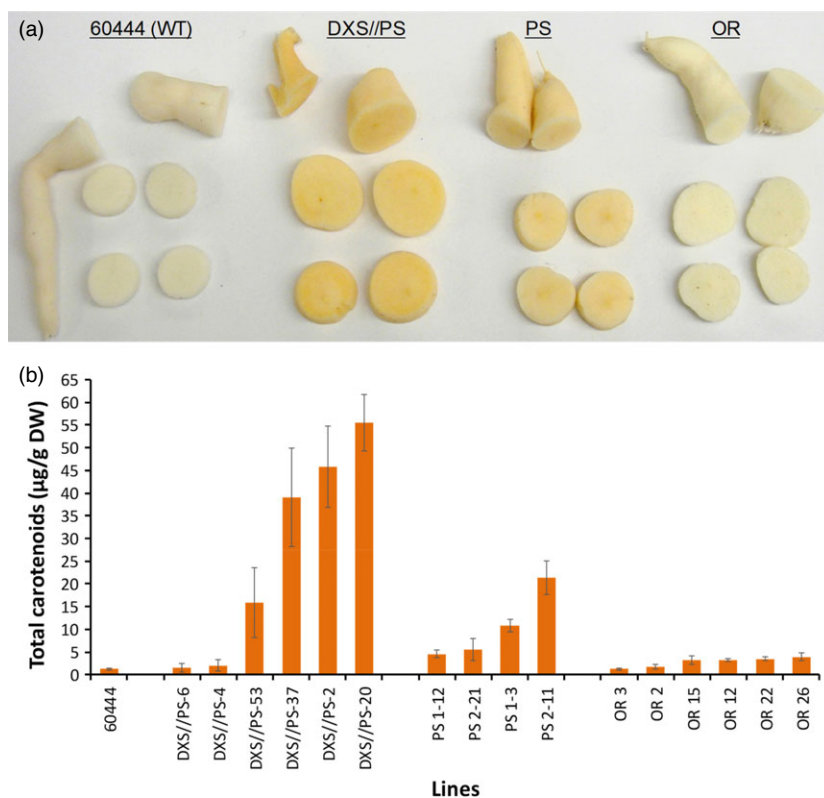 (a)
60444 (WT) DXS//PS PS OR
(b)
Total carotenoids (µg/g DW)
65
60
55
50
45
40
35
30
25
20
15
10
5
0
60444
DXS//PS-6
DXS//PS-4
DXS//PS-53
DXS//PS-37
DXS//PS-2
DXS//PS-20
PS 1-12
PS 2-21
PS 1-3
PS 2-11
OR 3
OR 2
OR 15
OR 12
OR 22
OR 26
Lines